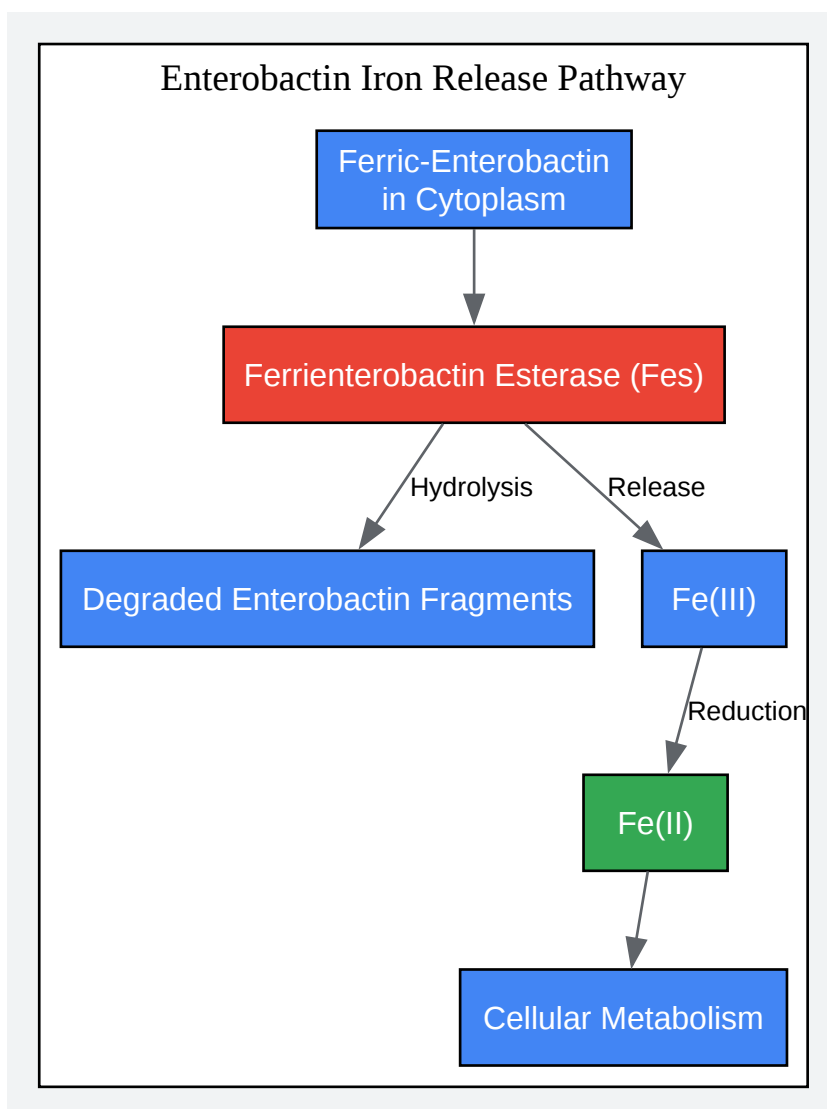 Enterobactin Iron Release Pathway
Ferric-Enterobactin
in Cytoplasm
Ferrienterobactin Esterase (Fes)
Hydrolysis
Release
Degraded Enterobactin Fragments
Fe(III)
Reduction
Fe(II)
Cellular Metabolism